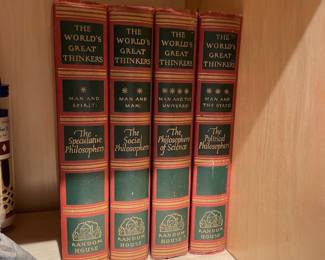 THE
WORLD'S
GREAT
THINKERS
*
MAN AND
SPIRIT:
The
Speculative
Philosophers
RANDOM
HOUSE
THE
WORLD'S
GREAT
THINKERS
* *
MAN AND
MAN:
The
Social
Philosophers
RANDOM
HOUSE
THE
WORLD'S
GREAT
THINKERS
* * *
MAN AND THE
UNIVERSE:
The
Philosophers
of Science
RANDOM
HOUSE
THE
WORLD'S
GREAT
THINKERS
* * * *
MAN AND
THE STATE:
The
Political
Philosophers
RANDOM
HOUSE